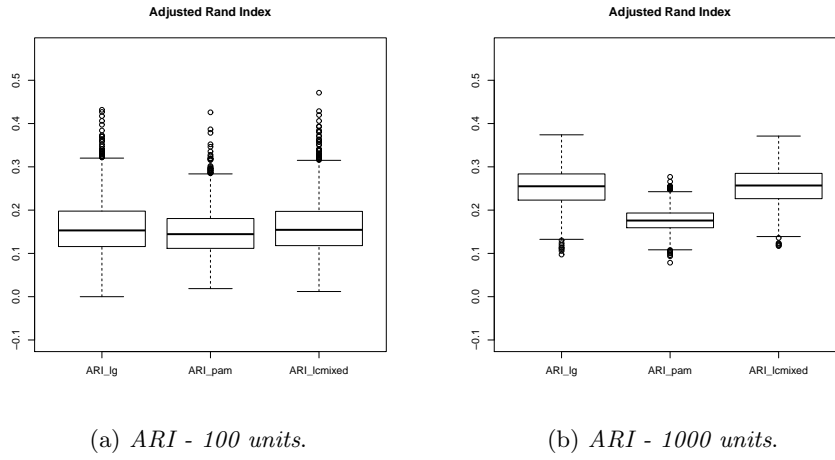 Adjusted Rand Index
0.5
0.4
0.3
0.2
0.1
0.0
−0.1
ARI_lg ARI_pam ARI_lcmixed
(a) ARI - 100 units.
Adjusted Rand Index
0.5
0.4
0.3
0.2
0.1
0.0
−0.1
ARI_lg ARI_pam ARI_lcmixed
(b) ARI - 1000 units.